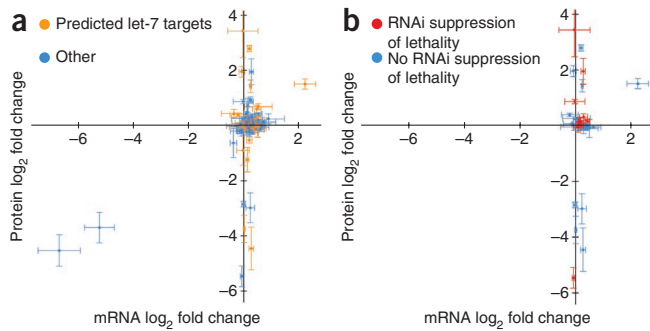 a
Predicted let-7 targets
Other
Protein log2 fold change
4
2
−2
−4
−6
−6
−4
−2
2
mRNA log2 fold change
b
RNAi suppression
of lethality
No RNAi suppression
of lethality
Protein log2 fold change
4
2
−2
−4
−6
−6
−4
−2
2
mRNA log2 fold change